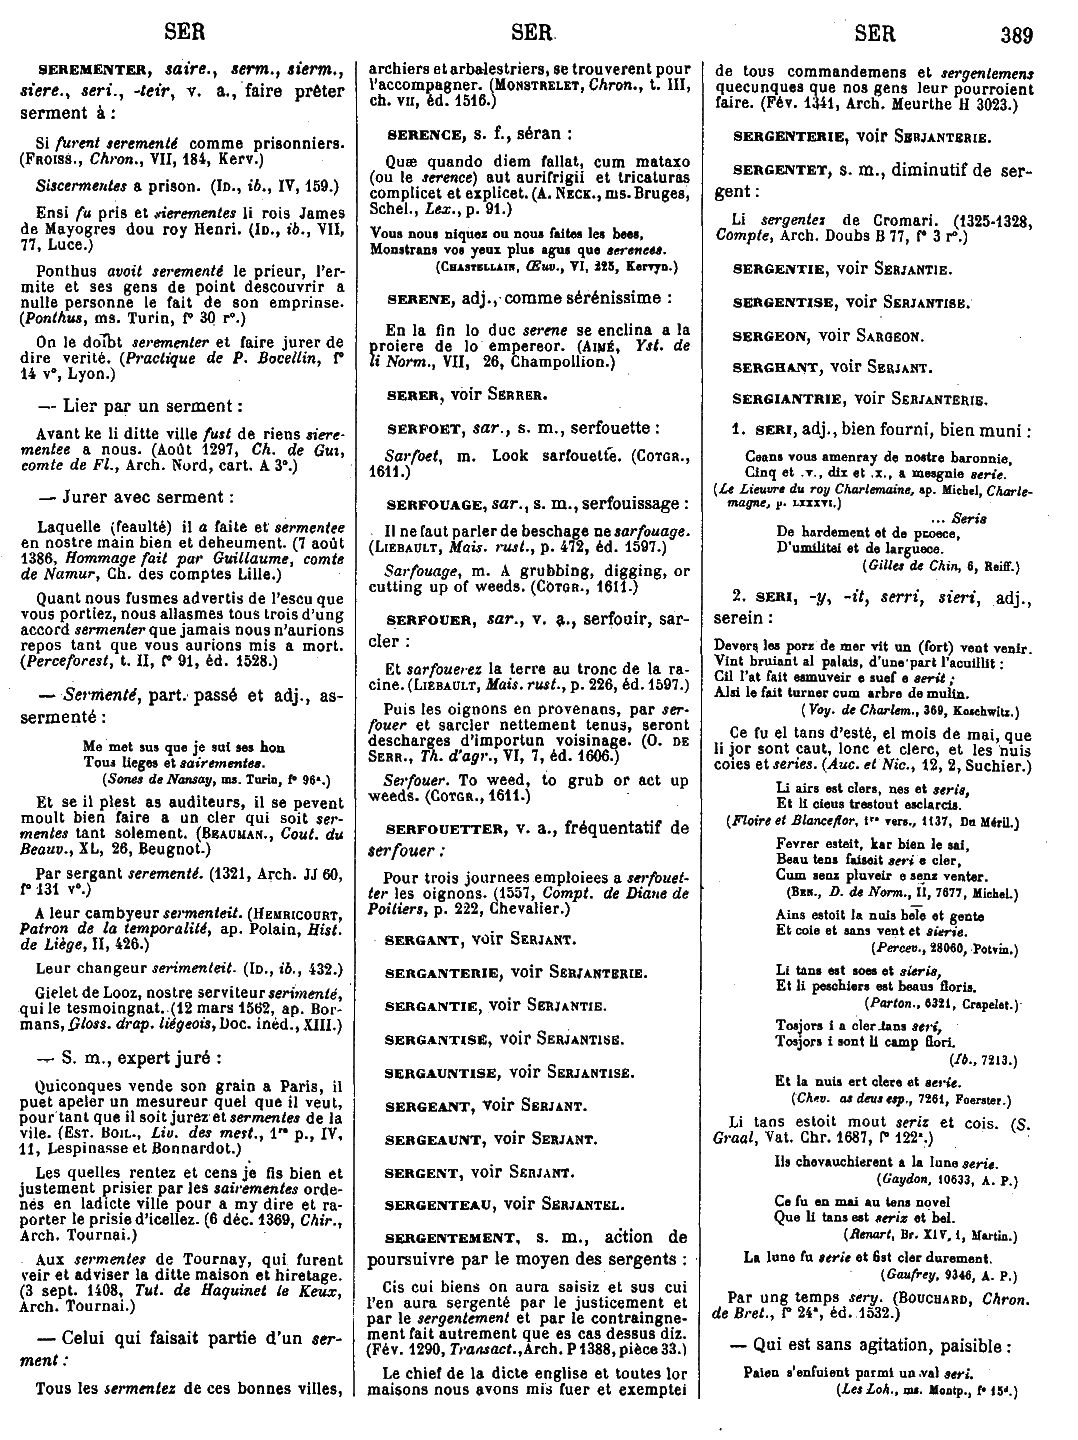 SER
SER
SER 389
SEREMENTER, saire., serm., sierm.,
siere., seri., -teir, v. a., faire prêter
serment à :
Si furent serementé comme prisonniers.
(FROISS., Chron., VII, 184, Kerv.)
Siscermentes a prison. (ID., ib., IV, 159.)
Ensi fu pris et sierementes li rois James
de Mayogres dou roy Henri. (ID., ib., VII,
77, Luce.)
Ponthus avoit serementé le prieur, l'er-
mite et ses gens de point descouvrir a
nulle personne le fait de son emprinse.
(Ponthus, ms. Turin, f° 30 r°.)
On le doibt serementer et faire jurer de
dire verité. (Practique de P. Bocellin, f°
14 v°, Lyon.)
— Lier par un serment :
Avant ke li ditte ville fust de riens siere-
mentee a nous. (Août 1297, Ch. de Gui,
comte de Fl., Arch. Nord, cart. A 3°.)
— Jurer avec serment :
Laquelle (feaulté) il a faite et sermentee
en nostre main bien et deheument. (7 août
1386, Hommage fait par Guillaume, comte
de Namur, Ch. des comptes Lille.)
Quant nous fusmes advertis de l'escu que
vous portiez, nous allasmes tous trois d'ung
accord sermenter que jamais nous n'aurions
repos tant que vous aurions mis a mort.
(Perceforest, t. II, f° 91, éd. 1528.)
— Sermenté, part. passé et adj., as-
sermenté :
Me met sus que je sui ses hon
Tous lieges et sairementes.
(Sones de Nansay, ms. Turin, f° 96ª.)
Et se il plest as auditeurs, il se pevent
moult bien faire a un cler qui soit ser-
mentes tant solement. (BEAUMAN., Cout. du
Beauv., XL, 26, Beugnot.)
Par sergant serementé. (1321, Arch. JJ 60,
f° 131 v°.)
A leur cambyeur sermenteit. (HEMRICOURT,
Patron de la temporalité, ap. Polain, Hist.
de Liège, II, 426.)
Leur changeur serimenteit. (ID., ib., 432.)
Gielet de Looz, nostre serviteur serimenté,
qui le tesmoingnat. (12 mars 1562, ap. Bor-
mans, Gloss. drap. liégeois, Doc. inéd., XIII.)
— S. m., expert juré :
Quiconques vende son grain a Paris, il
puet apeler un mesureur quel que il veut,
pour tant que il soit jurez et sermentes de la
vile. (EST. BOIL., Liv. des mest., 1re p., IV,
11, Lespinasse et Bonnardot.)
Les quelles rentez et cens je fis bien et
justement prisier par les sairementes orde-
nés en ladicte ville pour a my dire et ra-
porter le prisie d'icellez. (6 déc. 1369, Chir.,
Arch. Tournai.)
Aux sermentes de Tournay, qui furent
veir et adviser la ditte maison et hiretage.
(3 sept. 1408, Tut. de Haquinet le Keux,
Arch. Tournai.)
— Celui qui faisait partie d'un ser-
ment :
Tous les sermentez de ces bonnes villes,
archiers et arbalestriers, se trouverent pour
l'accompagner. (MONSTRELET, Chron., t. III,
ch. VII, éd. 1516.)
SERENCE, s. f., séran :
Quæ quando diem fallat, cum mataxo
(ou le serence) aut aurifrigii et tricaturas
complicet et explicet. (A. NECK., ms. Bruges,
Schel., Lex., p. 91.)
Vous nous niquez ou nous faites les bees,
Monstrans vos yeux plus agus que serences.
(CHASTELLAIN, Œuv., VI, 225, Kervyn.)
SERENE, adj., comme sérénissime :
En la fin lo duc serene se enclina a la
proiere de lo empereor. (AIMÉ, Yst. de
li Norm., VII, 26, Champollion.)
SERER, voir SERRER.
SERFOET, sar., s. m., serfouette :
Sarfoet, m. Look sarfouette. (COTGR.,
1611.)
SERFOUAGE, sar., s. m., serfouissage :
Il ne faut parler de beschage ne sarfouage.
(LIEBAULT, Mais. rust., p. 472, éd. 1597.)
Sarfouage, m. A grubbing, digging, or
cutting up of weeds. (COTGR., 1611.)
SERFOUER, sar., v. a., serfouir, sar-
cler :
Et sarfouerez la terre au tronc de la ra-
cine. (LIEBAULT, Mais. rust., p. 226, éd. 1597.)
Puis les oignons en provenans, par ser-
fouer et sarcler nettement tenus, seront
descharges d'importun voisinage. (O. DE
SERR., Th. d'agr., VI, 7, éd. 1606.)
Serfouer. To weed, to grub or act up
weeds. (COTGR., 1611.)
SERFOUETTER, v. a., fréquentatif de
serfouer :
Pour trois journees emploiees a serfouet-
ter les oignons. (1557, Compt. de Diane de
Poitiers, p. 222, Chevalier.)
SERGANT, voir SERJANT.
SERGANTERIE, voir SERJANTERIE.
SERGANTIE, voir SERJANTIE.
SERGANTISE, voir SERJANTISE.
SERGAUNTISE, voir SERJANTISE.
SERGEANT, voir SERJANT.
SERGEAUNT, voir SERJANT.
SERGENT, voir SERJANT.
SERGENTEAU, voir SERJANTEL.
SERGENTEMENT, s. m., action de
poursuivre par le moyen des sergents :
Cis cui biens on aura saisiz et sus cui
l'en aura sergenté par le justicement et
par le sergentement et par le contraingne-
ment fait autrement que es cas dessus diz.
(Fév. 1290, Transact., Arch. P 1388, pièce 33.)
Le chief de la dicte englise et toutes lor
maisons nous avons mis fuer et exemptei
de tous commandemens et sergentemens
quecunques que nos gens leur pourroient
faire. (Fév. 1341, Arch. Meurthe H 3023.)
SERGENTERIE, voir SERJANTERIE.
SERGENTET, s. m., diminutif de ser-
gent :
Li sergentez de Cromari. (1325-1328,
Compte, Arch. Doubs B 77, f° 3 r°.)
SERGENTIE, voir SERJANTIE.
SERGENTISE, voir SERJANTISE.
SERGEON, voir SARGEON.
SERGHANT, voir SERJANT.
SERGIANTRIE, voir SERJANTERIE.
1. SERI, adj., bien fourni, bien muni :
Ceans vous amenray de nostre baronnie,
Cinq et .v., dix et .x., a mesgnie serie.
(Le Lieuvre du roy Charlemaine, ap. Michel, Charle-
magne, p. LXXXVI.)
... Seris
De hardement et de proece,
D'umilitei et de larguece.
(Gilles de Chin, 6, Reiff.)
2. SERI, -y, -it, serri, sieri, adj.,
serein :
Devers les porz de mer vit un (fort) vent venir.
Vint bruiant al palais, d'une part l'acuillit :
Cil l'at fait esmuveir e suef e serit ;
Alsi le fait turner cum arbre de mulin.
(Voy. de Charlem., 369, Koschwitz.)
Ce fu el tans d'esté, el mois de mai, que
li jor sont caut, lonc et clerc, et les nuis
coies et series. (Auc. et Nic., 12, 2, Suchier.)
Li airs est clers, nes et seris,
Et li cieus trestout esclarcis.
(Floire et Blanceflor, 1re vers., 1137, Du Méril.)
Fevrer esteit, kar bien le sai,
Beau tens faiseit seri e cler,
Cum senz pluveir e senz venter.
(BEN., D. de Norm., II, 7677, Michel.)
Ains estoit la nuis bele et gente
Et coie et sans vent et sierie.
(Percev., 28060, Potvin.)
Li tans est soes et sieris,
Et li peschiers est beaus floris.
(Parton., 6321, Crapelet.)
Tosjors i a cler tans seri,
Tosjors i sont li camp flori.
(Ib., 7213.)
Et la nuis ert clere et serie.
(Chev. as deus esp., 7261, Foerster.)
Li tans estoit mout seriz et cois. (S.
Graal, Vat. Chr. 1687, f° 122ª.)
Ils chevauchierent a la lune serie.
(Gaydon, 10633, A. P.)
Ce fu en mai au tens novel
Que li tans est seriz et bel.
(Renart, Br. XIV, 1, Martin.)
La lune fu serie et fist cler durement.
(Gaufrey, 9346, A. P.)
Par ung temps sery. (BOUCHARD, Chron.
de Bret., f° 24ª, éd. 1532.)
— Qui est sans agitation, paisible :
Paien s'enfuient parmi un val seri.
(Les Loh., ms. Montp., f° 15d.)